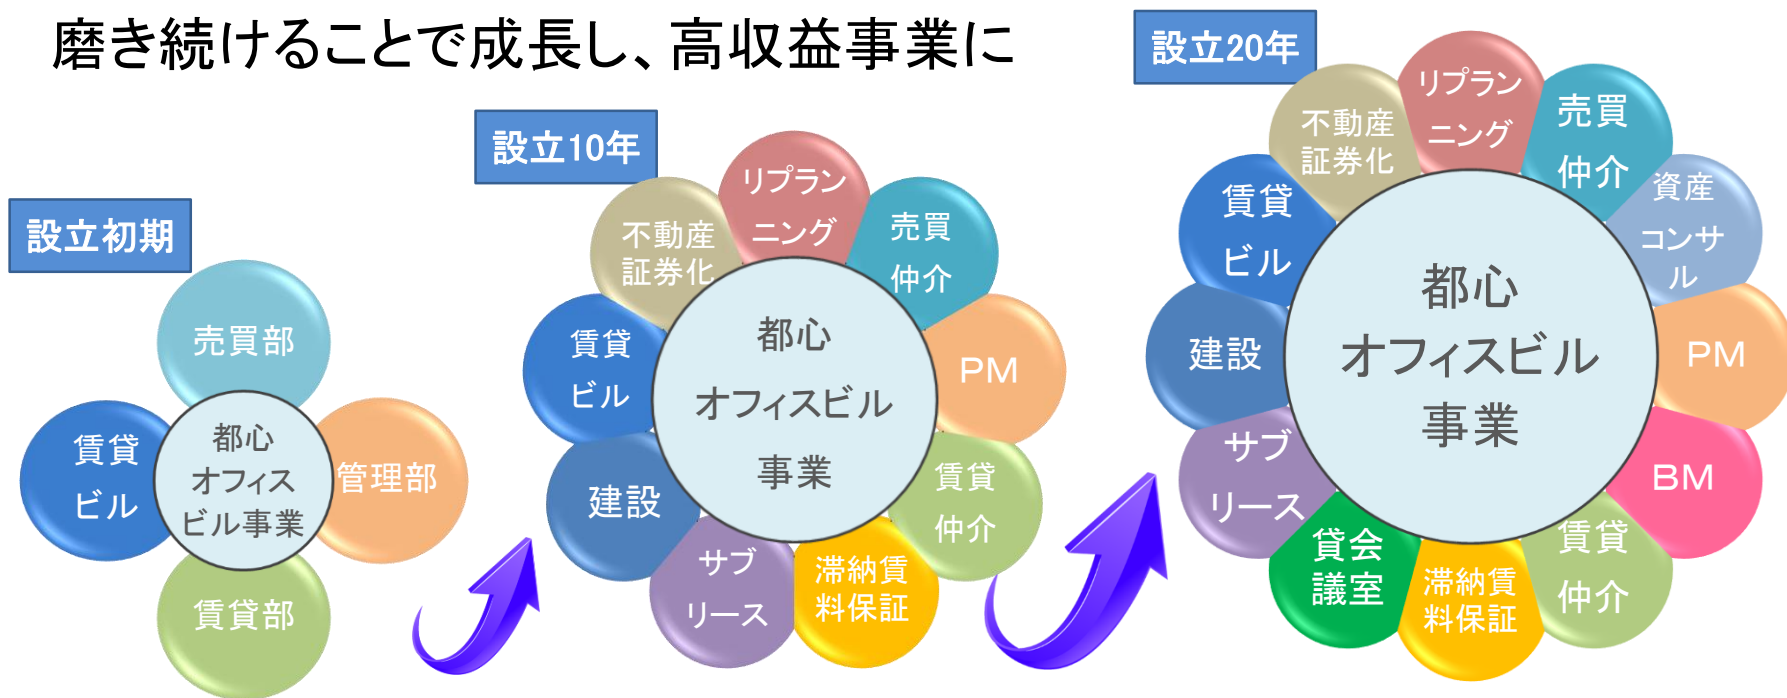 磨き続けることで成長し、高収益事業に
設立初期
売買部
賃貸
ビル
都心
オフィス
ビル事業
管理部
賃貸部
設立10年
リプラン
ニング
不動産
証券化
売買
仲介
賃貸
ビル
都心
オフィスビル
事業
PM
建設
賃貸
仲介
サブ
リース
滞納賃
料保証
設立20年
リプラン
ニング
不動産
証券化
売買
仲介
賃貸
ビル
資産
コンサ
ル
建設
都心
オフィスビル
事業
PM
サブ
リース
BM
貸会
議室
滞納賃
料保証
賃貸
仲介